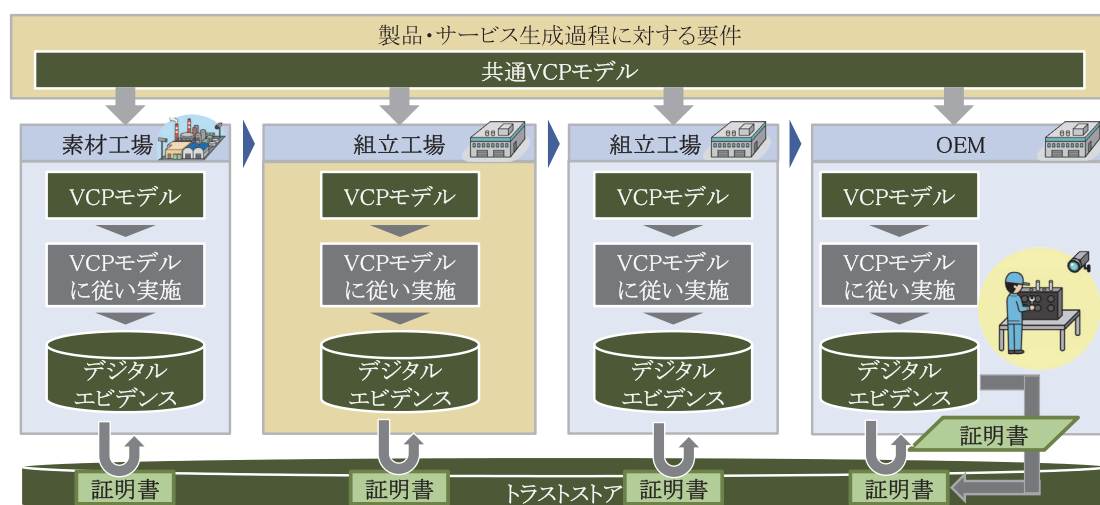 製品・サービス生成過程に対する要件
共通VCPモデル
素材工場
組立工場
組立工場
OEM
VCPモデル
VCPモデル
VCPモデル
VCPモデル
VCPモデル
に従い実施
VCPモデル
に従い実施
VCPモデル
に従い実施
VCPモデル
に従い実施
デジタル
エビデンス
デジタル
エビデンス
デジタル
エビデンス
デジタル
エビデンス
証明書
証明書
証明書
トラストストア
証明書
証明書